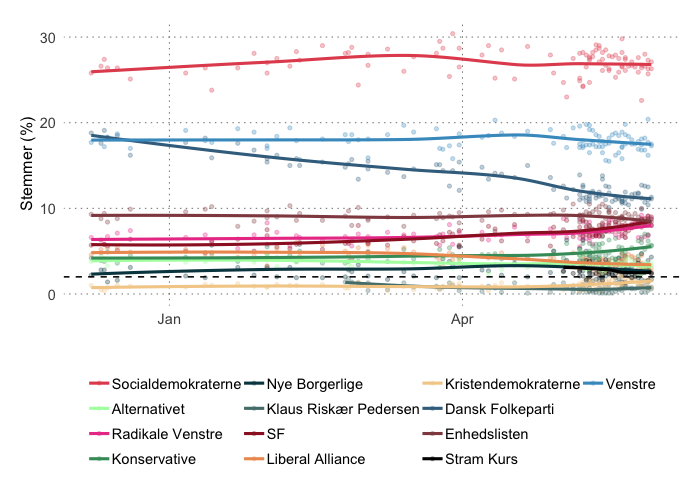 30
20
10
0
Stemmer (%)
Jan Apr
Socialdemokraterne Nye Borgerlige Kristendemokraterne Venstre
Alternativet Klaus Riskær Pedersen Dansk Folkeparti
Radikale Venstre SF Enhedslisten
Konservative Liberal Alliance Stram Kurs